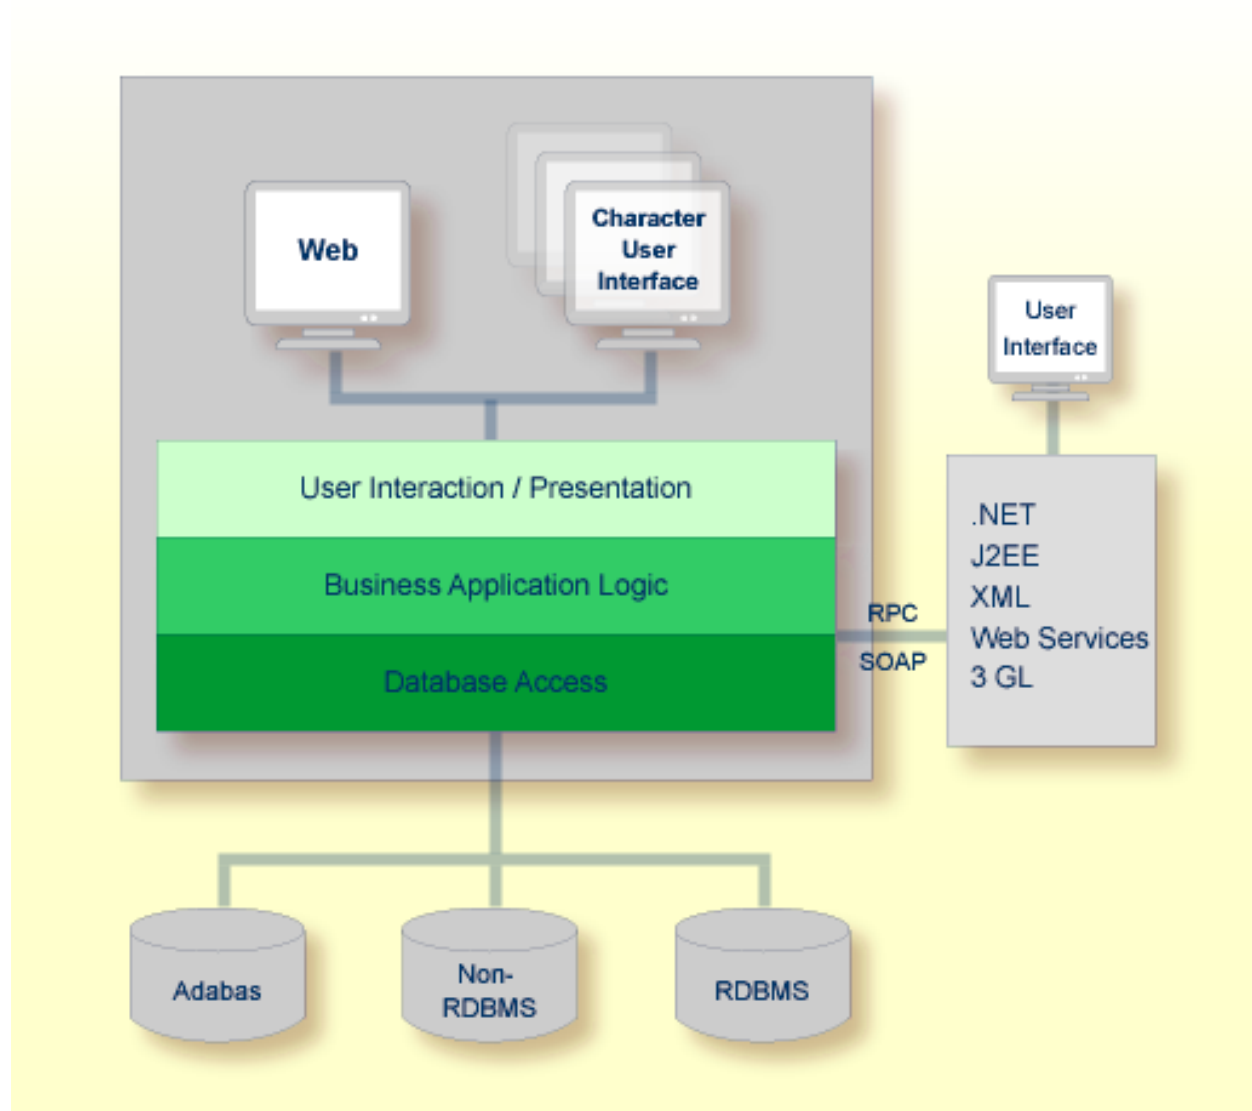 Web
Character
User
Interface
User
Interface
User Interaction / Presentation
Business Application Logic
Database Access
RPC
SOAP
.NET
J2EE
XML
Web Services
3 GL
Adabas
Non-
RDBMS
RDBMS